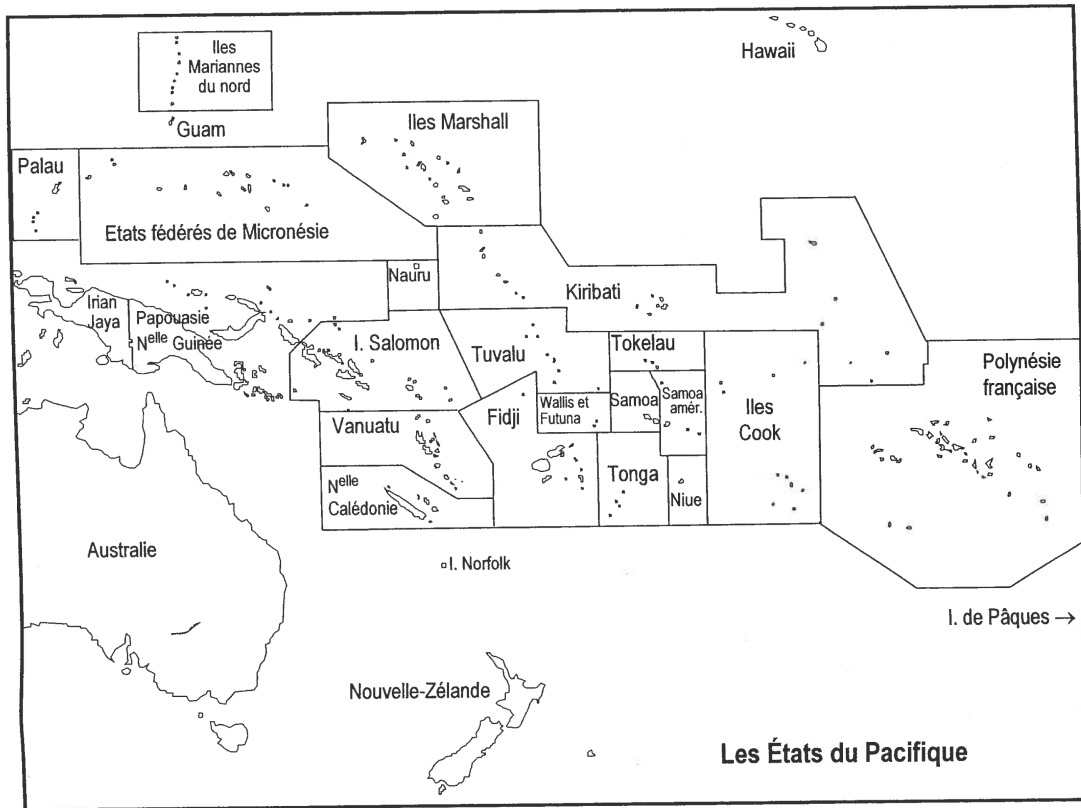 Iles
Mariannes
du nord
Hawaii
Guam
Iles Marshall
Palau
Etats fédérés de Micronésie
Nauru
Kiribati
Irian
Jaya
Papouasie
Nelle Guinée
I. Salomon
Tuvalu
Tokelau
Polynésie
française
Wallis et
Futuna
Samoa
Samoa
amér.
Iles
Cook
Vanuatu
Fidji
Nelle
Calédonie
Tonga
Niue
Australie
I. Norfolk
I. de Pâques →
Nouvelle-Zélande
Les États du Pacifique